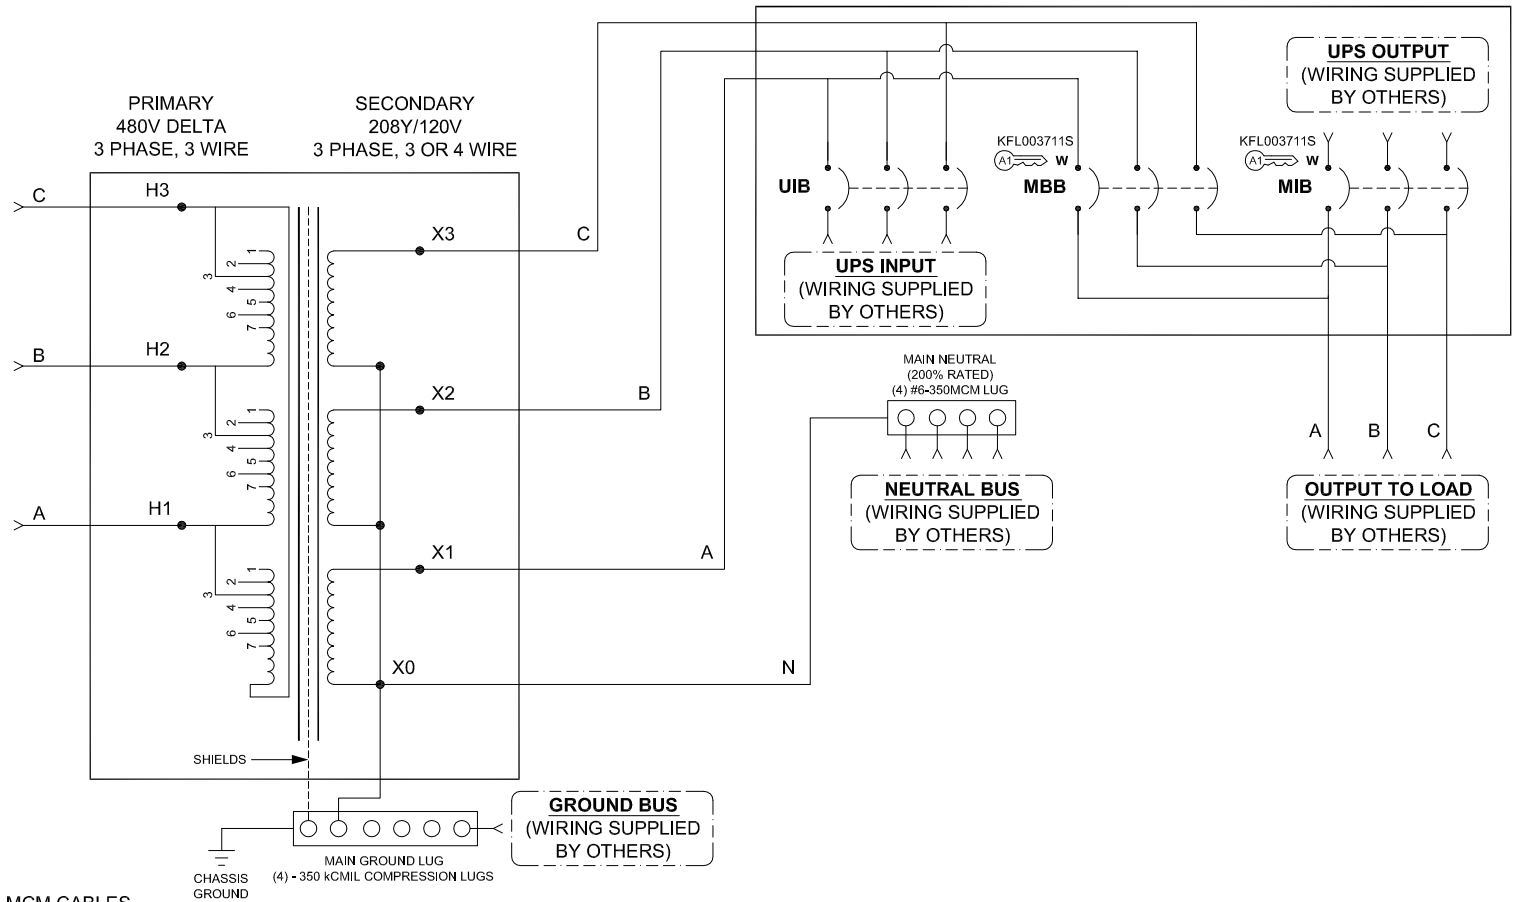 PRIMARY
480V DELTA
3 PHASE, 3 WIRE
SECONDARY
208Y/120V
3 PHASE, 3 OR 4 WIRE
C
H3
1
2
3
4
5
6
7
B
H2
1
2
3
4
5
6
7
A
H1
1
2
3
4
5
6
7
X3
C
X2
B
X1
A
X0
N
SHIELDS
UIB
UPS INPUT
(WIRING SUPPLIED
BY OTHERS)
KFL003711S
A1
W
MBB
UPS OUTPUT
(WIRING SUPPLIED
BY OTHERS)
KFL003711S
A1
W
MIB
MAIN NEUTRAL
(200% RATED)
(4) #6-350MCM LUG
NEUTRAL BUS
(WIRING SUPPLIED
BY OTHERS)
A
B
C
OUTPUT TO LOAD
(WIRING SUPPLIED
BY OTHERS)
GROUND BUS
(WIRING SUPPLIED
BY OTHERS)
MAIN GROUND LUG
(4) - 350 kCMIL COMPRESSION LUGS
CHASSIS
GROUND
MCM CABLES